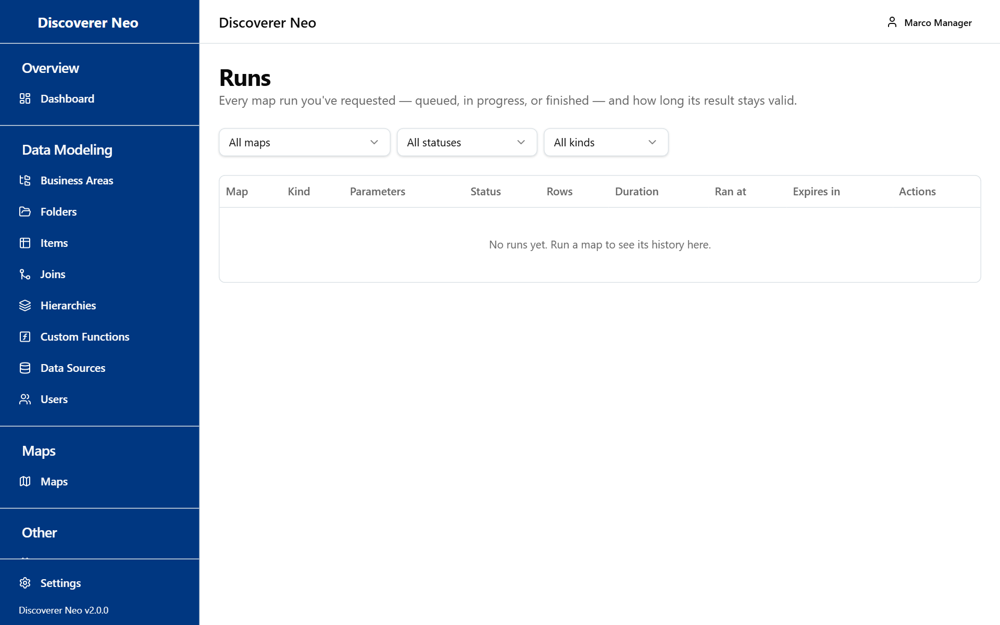 Discoverer Neo
Overview
Dashboard
Data Modeling
Business Areas
Folders
Items
Joins
Hierarchies
Custom Functions
Data Sources
Users
Maps
Maps
Other
Settings
Discoverer Neo v2.0.0
Discoverer Neo
Marco Manager
Runs
Every map run you've requested — queued, in progress, or finished — and how long its result stays valid.
All maps All statuses All kinds
Map Kind Parameters Status Rows Duration Ran at Expires in Actions
No runs yet. Run a map to see its history here.